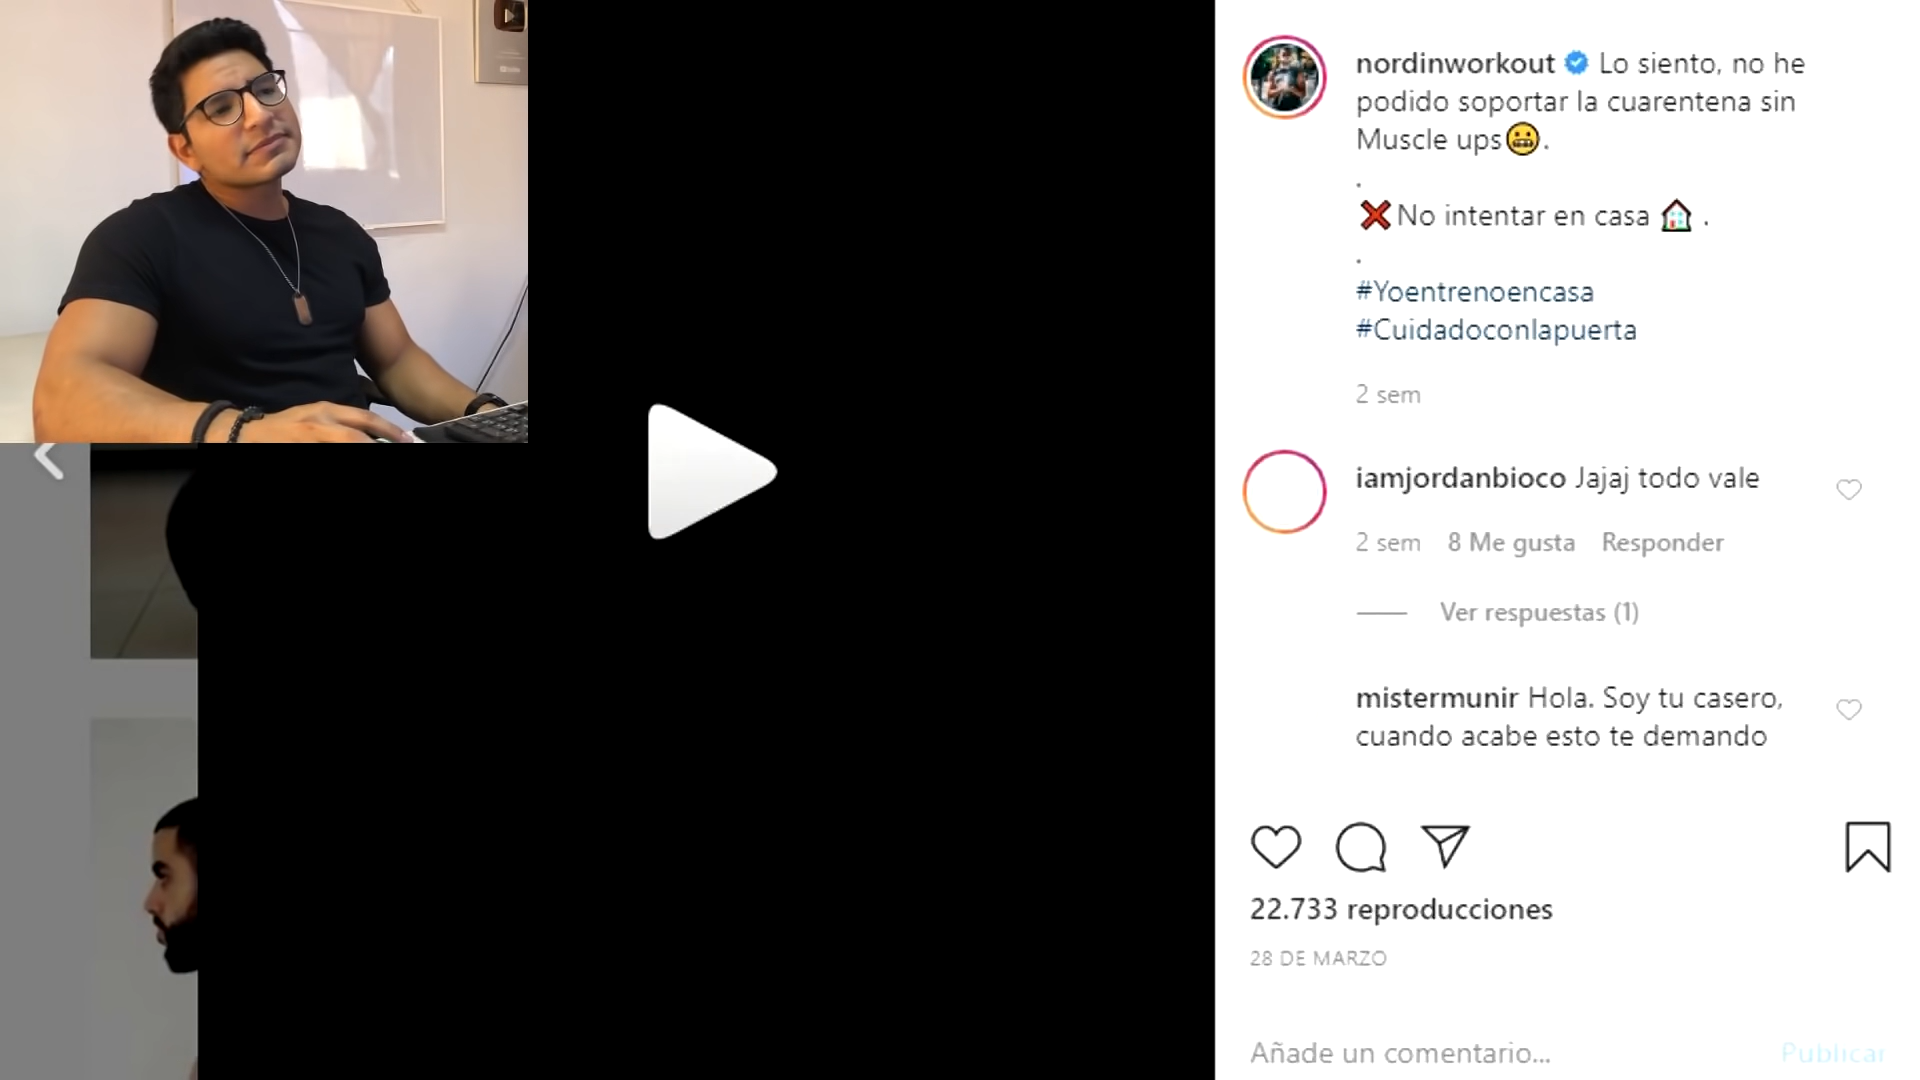 nordinworkout Lo siento, no he
podido soportar la cuarentena sin
Muscle ups😬.
.
❌No intentar en casa 🏠 .
.
#Yoentrenoencasa
#Cuidadoconlapuerta
2 sem
iamjordanbioco Jajaj todo vale
2 sem 8 Me gusta Responder
Ver respuestas (1)
mistermunir Hola. Soy tu casero,
cuando acabe esto te demando
22.733 reproducciones
28 DE MARZO
Añade un comentario...
Publicar